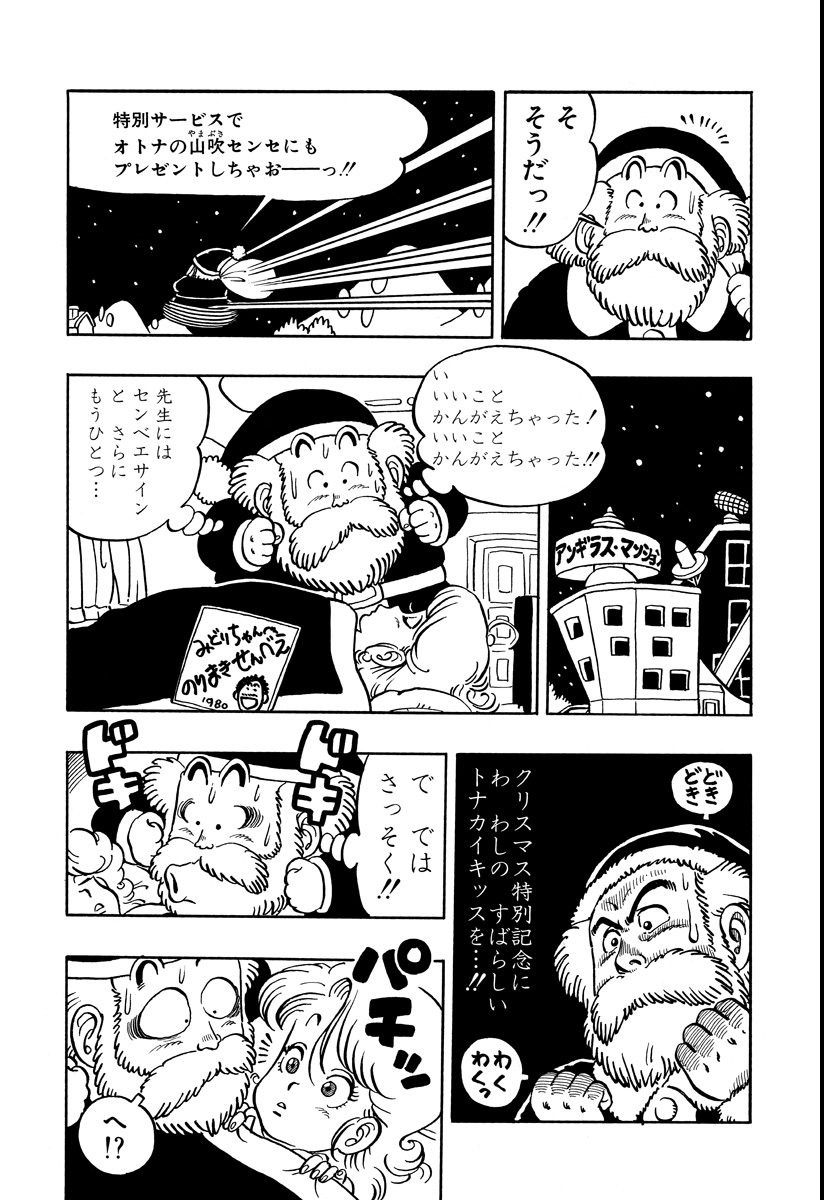 そ
そうだっ!!
特別サービスで
オトナの山吹センセにも
プレゼントしちゃおーーっ!!
やまぶき
アンギラス・マンション
い
いいこと
かんがえちゃった!
いいこと
かんがえちゃった!!
先生には
センベエサイン
と さらに
もうひとつ…
みどりちゃんへ
のりまきせんべえ
1980
どき
どき
クリスマス特別記念に
わ わしの すばらしい
トナカイキッスを…!!
わく
わくっ
で では
さっそく!!
ドキ
ドキ
パチッ
へ!?